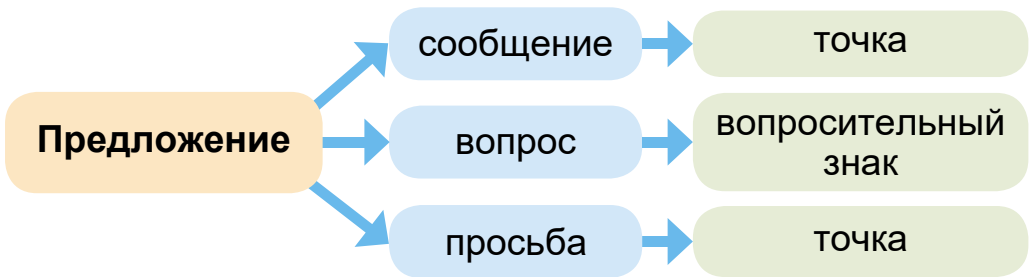 Предложение
сообщение
точка
вопрос
вопросительный
знак
просьба
точка